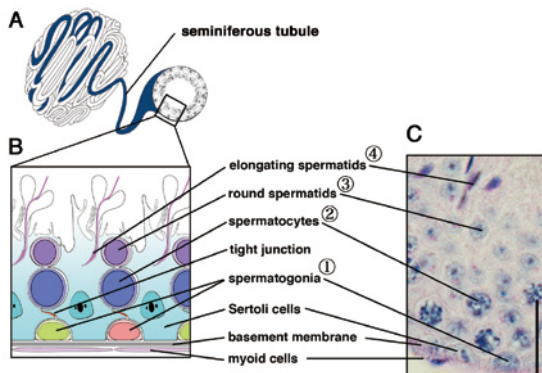 A
seminiferous tubule
B
C
elongating spermatids ④
round spermatids ③
spermatocytes ②
tight junction
spermatogonia ①
Sertoli cells
basement membrane
myoid cells